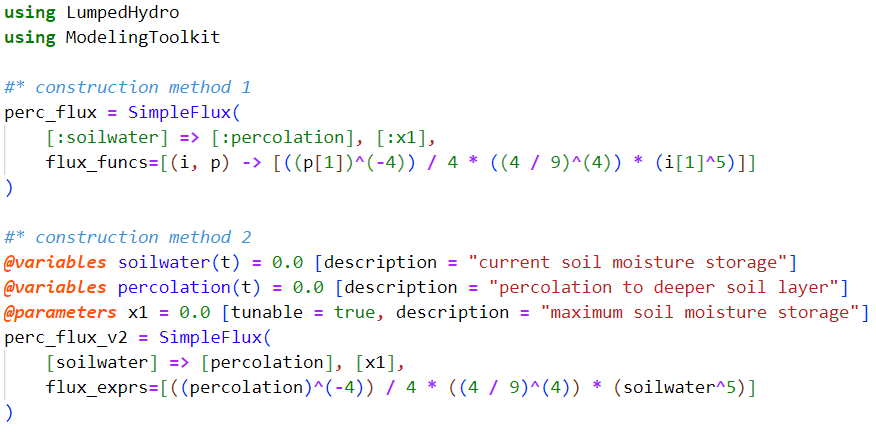 using LumpedHydro
using ModelingToolkit

#* construction method 1
perc_flux = SimpleFlux(
    [:soilwater] => [:percolation], [:x1],
    flux_funcs=[(i, p) -> [((p[1])^(-4)) / 4 * ((4 / 9)^(4)) * (i[1]^5)]]
)

#* construction method 2
@variables soilwater(t) = 0.0 [description = "current soil moisture storage"]
@variables percolation(t) = 0.0 [description = "percolation to deeper soil layer"]
@parameters x1 = 0.0 [tunable = true, description = "maximum soil moisture storage"]
perc_flux_v2 = SimpleFlux(
    [soilwater] => [percolation], [x1],
    flux_exprs=[((percolation)^(-4)) / 4 * ((4 / 9)^(4)) * (soilwater^5)]
)